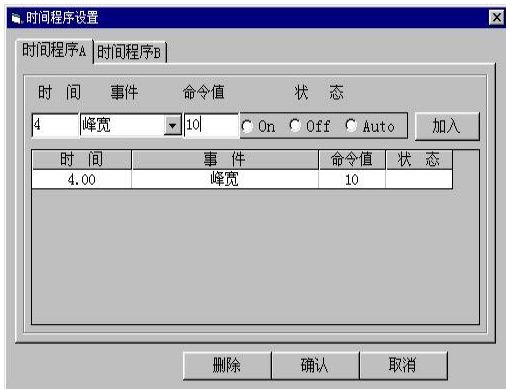 时间程序设置
时间程序A 时间程序B
时 间 事件 命令值 状 态
4 峰宽 10 On Off Auto 加入
时 间 事 件 命令值 状 态
4.00 峰宽 10
删除 确认 取消